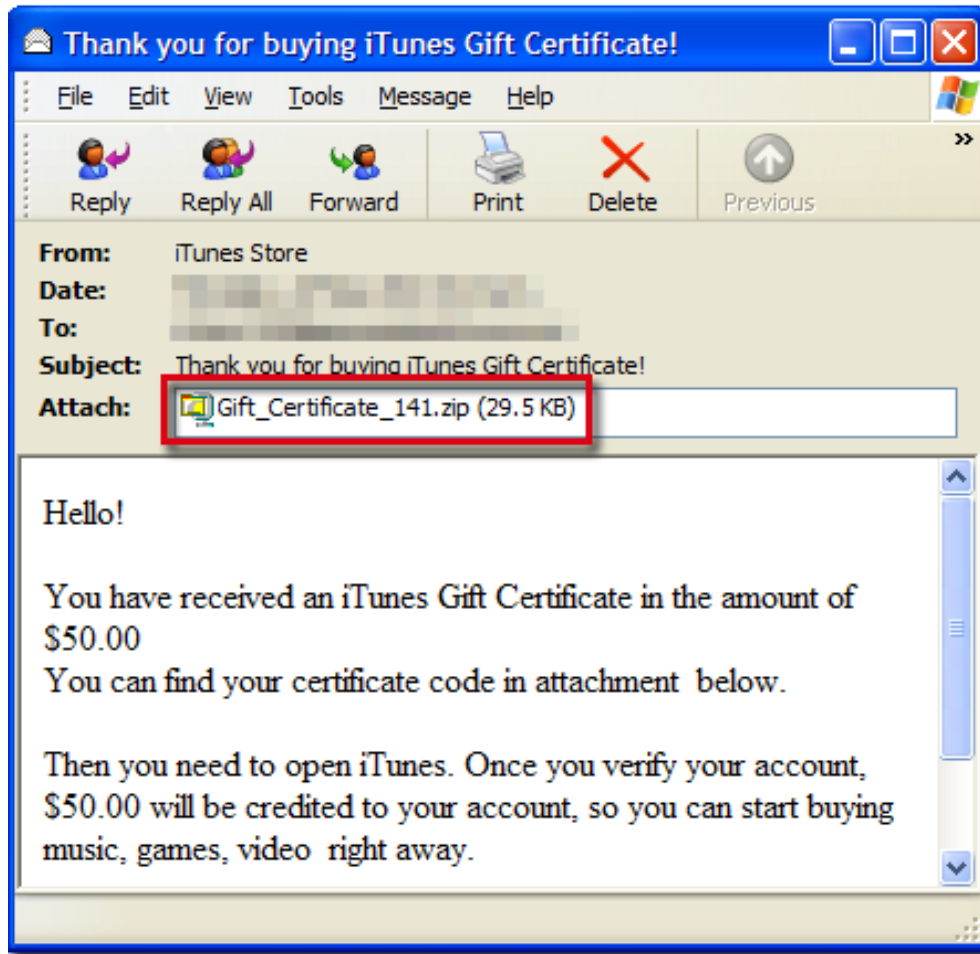 Thank you for buying iTunes Gift Certificate!
File Edit View Tools Message Help
»
Reply Reply All Forward Print Delete Previous
From: iTunes Store
Date:
To:
Subject: Thank you for buying iTunes Gift Certificate!
Attach: Gift_Certificate_141.zip (29.5 KB)
Hello!
You have received an iTunes Gift Certificate in the amount of
$50.00
You can find your certificate code in attachment  below.
Then you need to open iTunes. Once you verify your account,
$50.00 will be credited to your account, so you can start buying
music, games, video  right away.